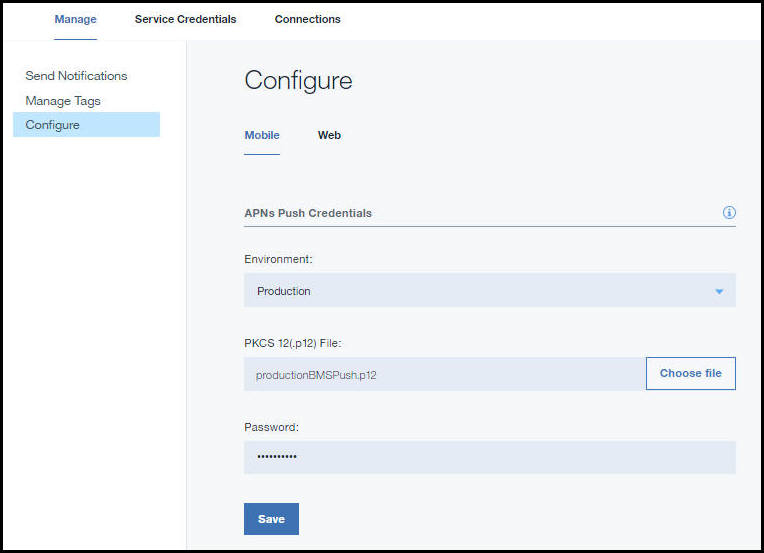 Manage Service Credentials Connections
Send Notifications
Manage Tags
Configure
Configure
Mobile Web
APNs Push Credentials
Environment:
Production
PKCS 12(.p12) File:
productionBMSPush.p12 Choose file
Password:
••••••••••
Save